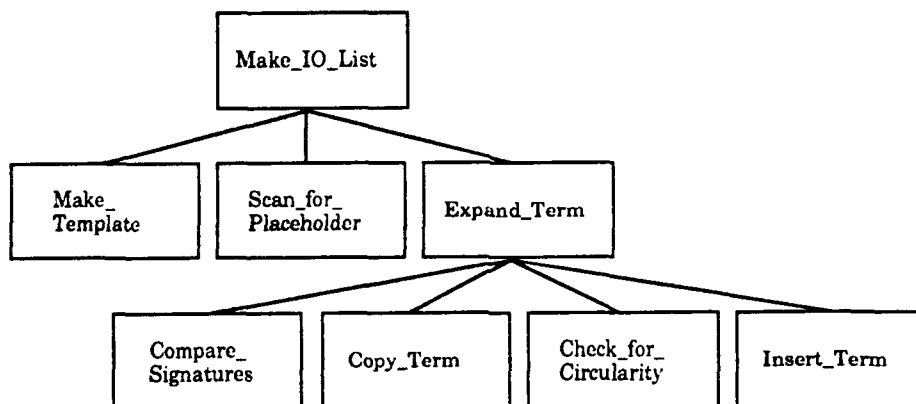 Make_IO_List
Make_
Template
Scan_for_
Placeholder
Expand_Term
Compare_
Signatures
Copy_Term
Check_for_
Circularity
Insert_Term